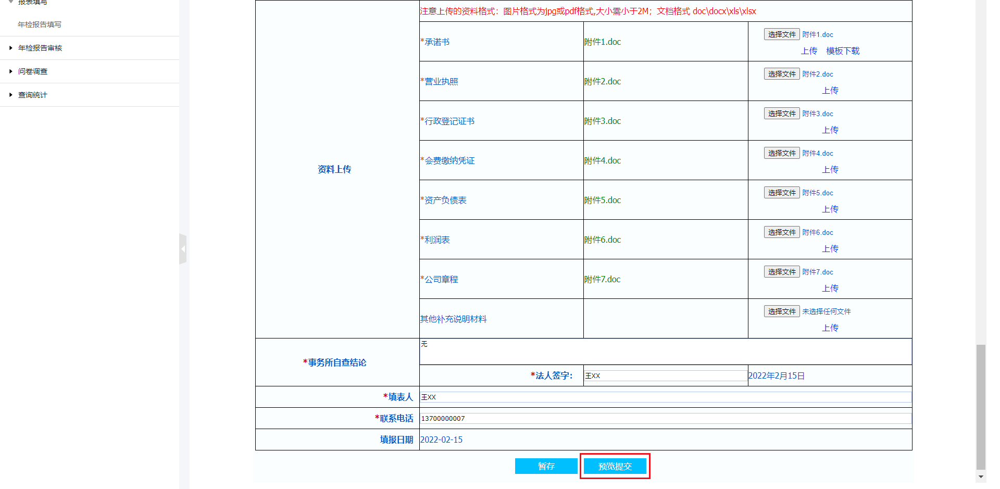 报表填写
年检报告填写
年检报告审核
问卷调查
查询统计
资料上传
注意上传的资料格式：图片格式为jpg或pdf格式,大小需小于2M；文档格式 doc\docx\xls\xlsx
*承诺书 附件1.doc 选择文件 附件1.doc
上传 模板下载
*营业执照 附件2.doc 选择文件 附件2.doc
上传
*行政登记证书 附件3.doc 选择文件 附件3.doc
上传
*会费缴纳凭证 附件4.doc 选择文件 附件4.doc
上传
*资产负债表 附件5.doc 选择文件 附件5.doc
上传
*利润表 附件6.doc 选择文件 附件6.doc
上传
*公司章程 附件7.doc 选择文件 附件7.doc
上传
其他补充说明材料 选择文件 未选择任何文件
上传
*事务所自查结论 无
*法人签字： 王XX 2022年2月15日
*填表人 王XX
*联系电话 13700000007
填报日期 2022-02-15
暂存 预览提交